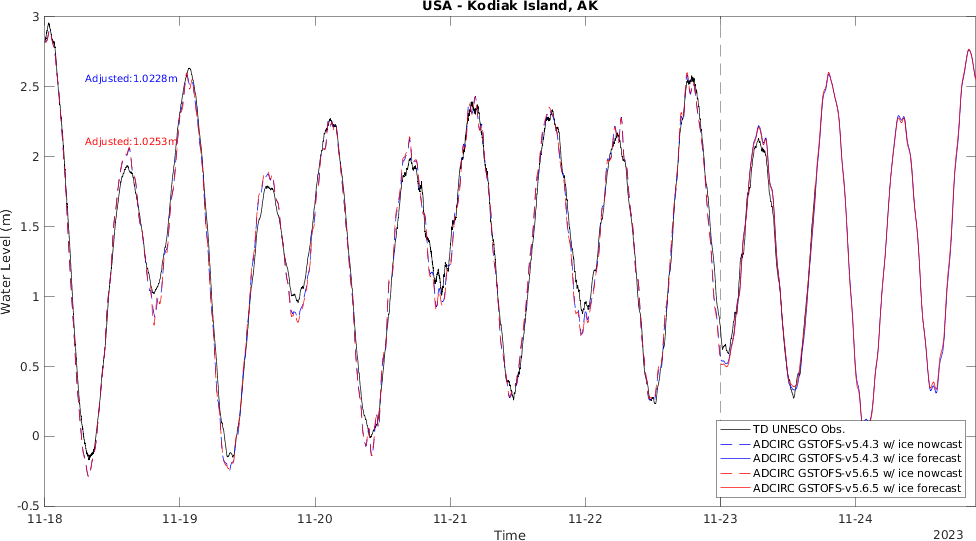 USA - Kodiak Island, AK
3
2.5
2
1.5
1
0.5
0
-0.5
Water Level (m)
Adjusted:1.0228m
Adjusted:1.0253m
TD UNESCO Obs.
ADCIRC GSTOFS-v5.4.3 w/ ice nowcast
ADCIRC GSTOFS-v5.4.3 w/ ice forecast
ADCIRC GSTOFS-v5.6.5 w/ ice nowcast
ADCIRC GSTOFS-v5.6.5 w/ ice forecast
11-18 11-19 11-20 11-21 11-22 11-23 11-24
Time
2023